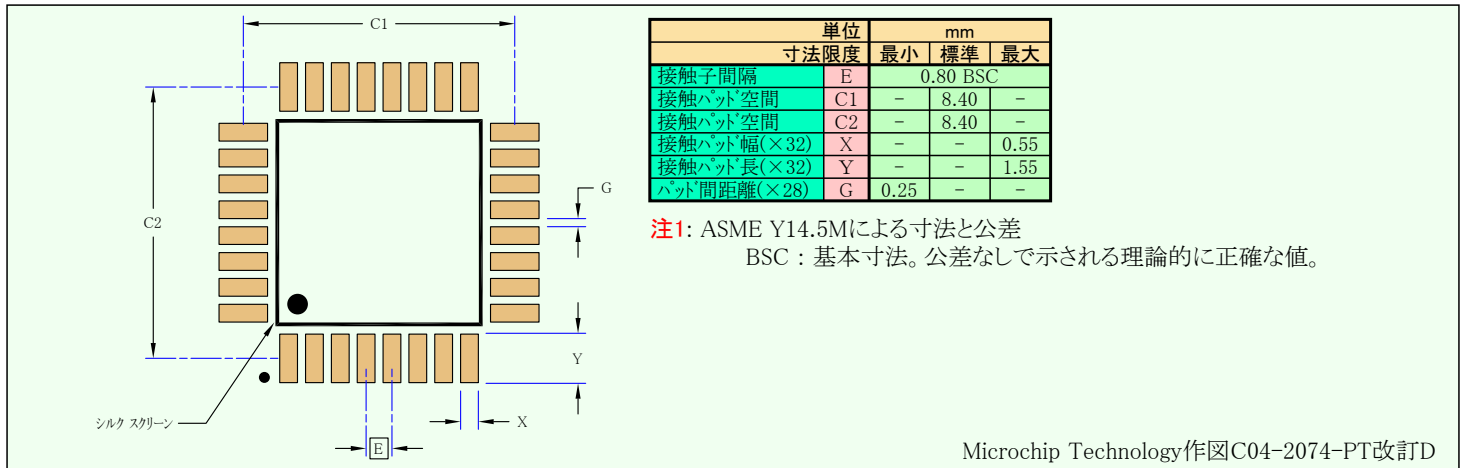 C1
C2
G
Y
X
E
シルク スクリーン
単位 mm
寸法限度 最小 標準 最大
接触子間隔 E 0.80 BSC
接触パッド空間 C1 - 8.40 -
接触パッド空間 C2 - 8.40 -
接触パッド幅(×32) X - - 0.55
接触パッド長(×32) Y - - 1.55
パッド間距離(×28) G 0.25 - -
注1: ASME Y14.5Mによる寸法と公差
BSC : 基本寸法。公差なしで示される理論的に正確な値。
Microchip Technology作図C04-2074-PT改訂D